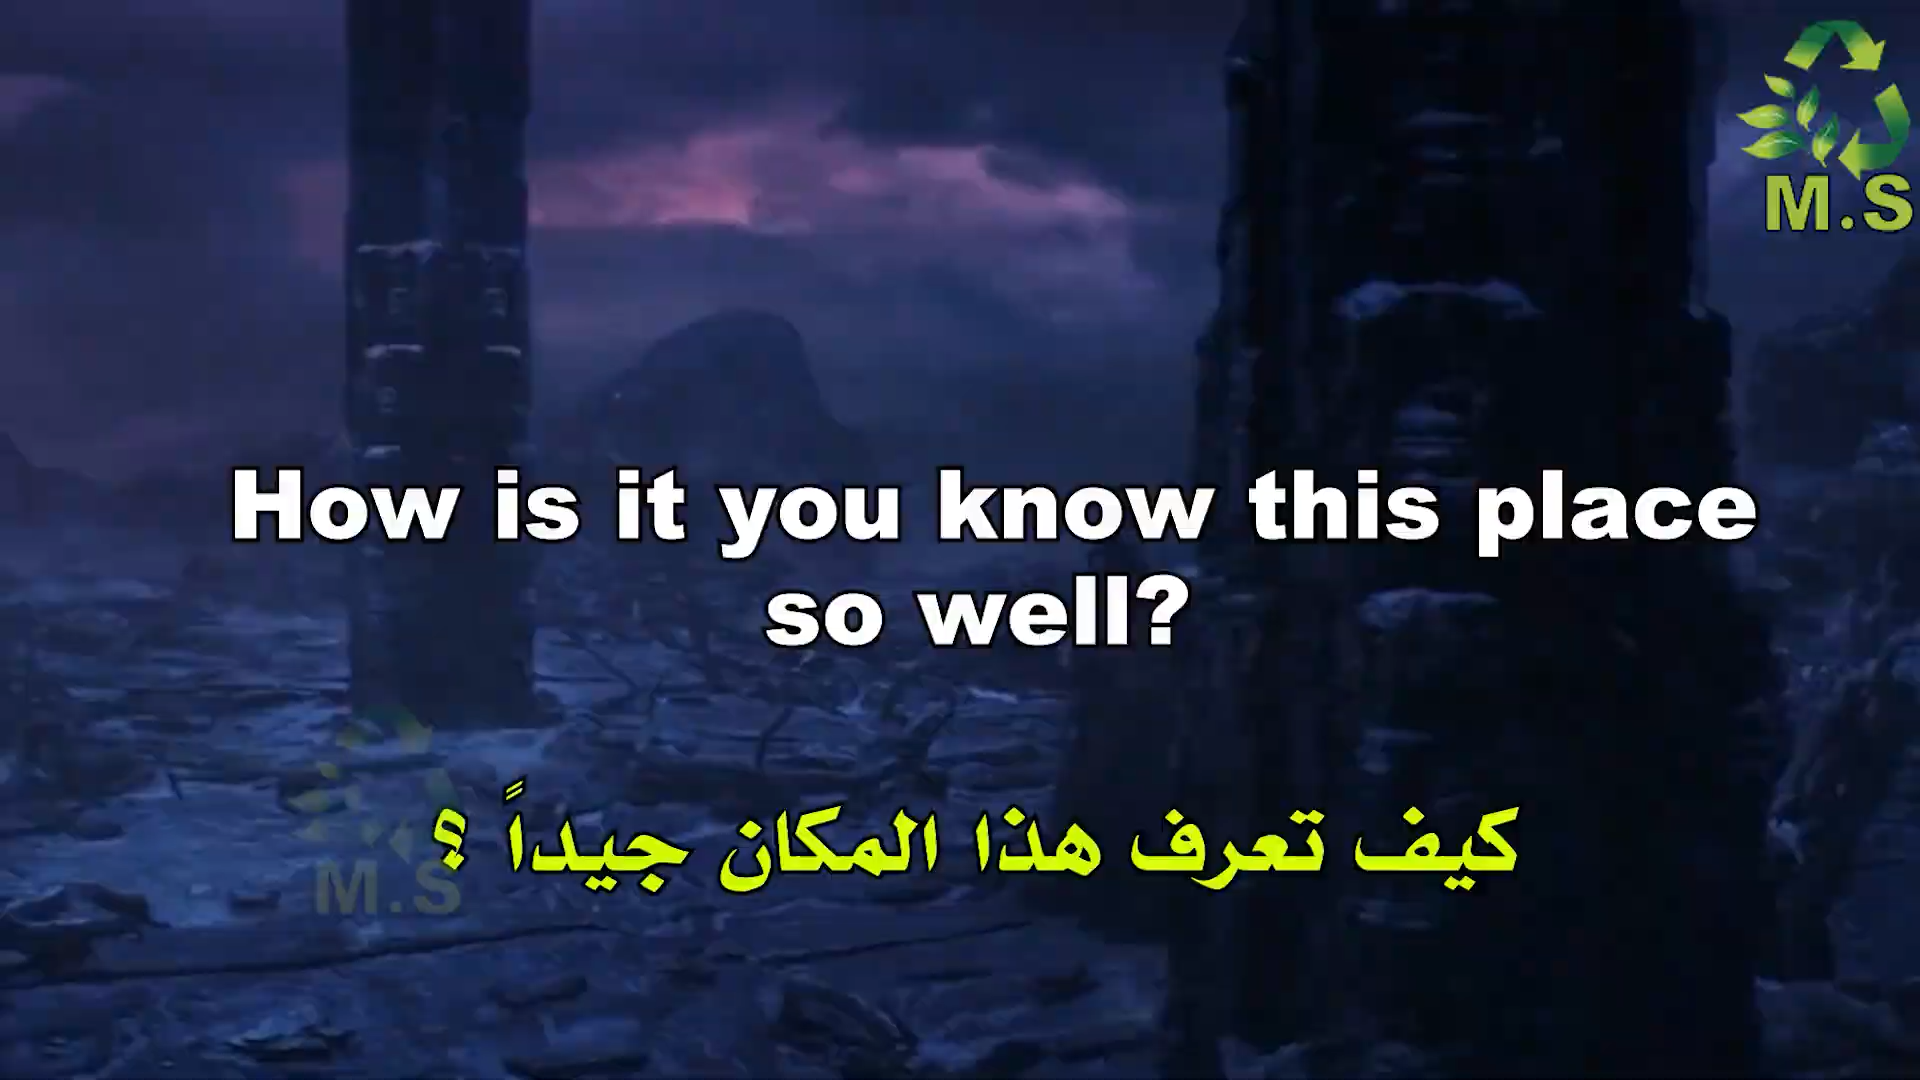 M.S
How is it you know this place
so well?
كيف تعرف هذا المكان جيداً ؟
M.S